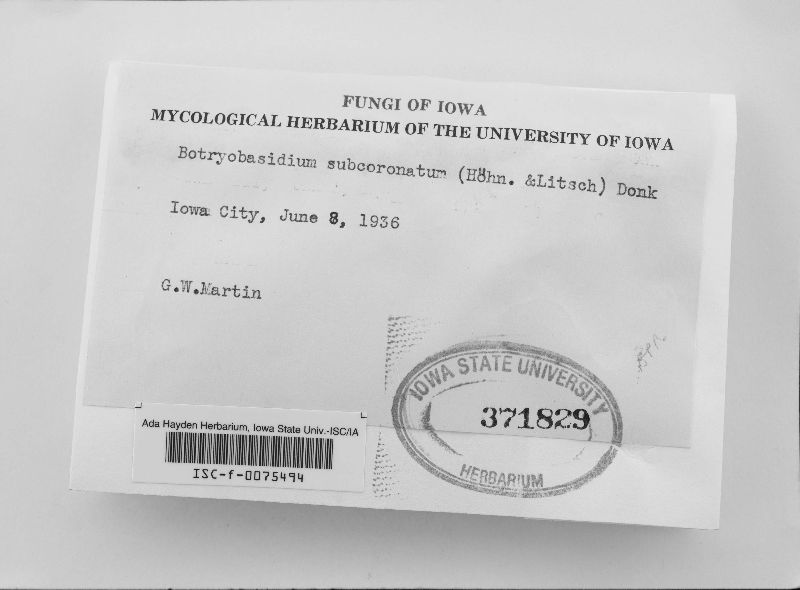 FUNGI OF IOWA
MYCOLOGICAL HERBARIUM OF THE UNIVERSITY OF IOWA
Botryobasidium subcoronatum (Höhn. &Litsch) Donk
Iowa City, June 8, 1936
G.W.Martin
IOWA STATE UNIVERSITY
371829
HERBARIUM
Ada Hayden Herbarium, Iowa State Univ.-ISC/IA
ISC-f-0075494